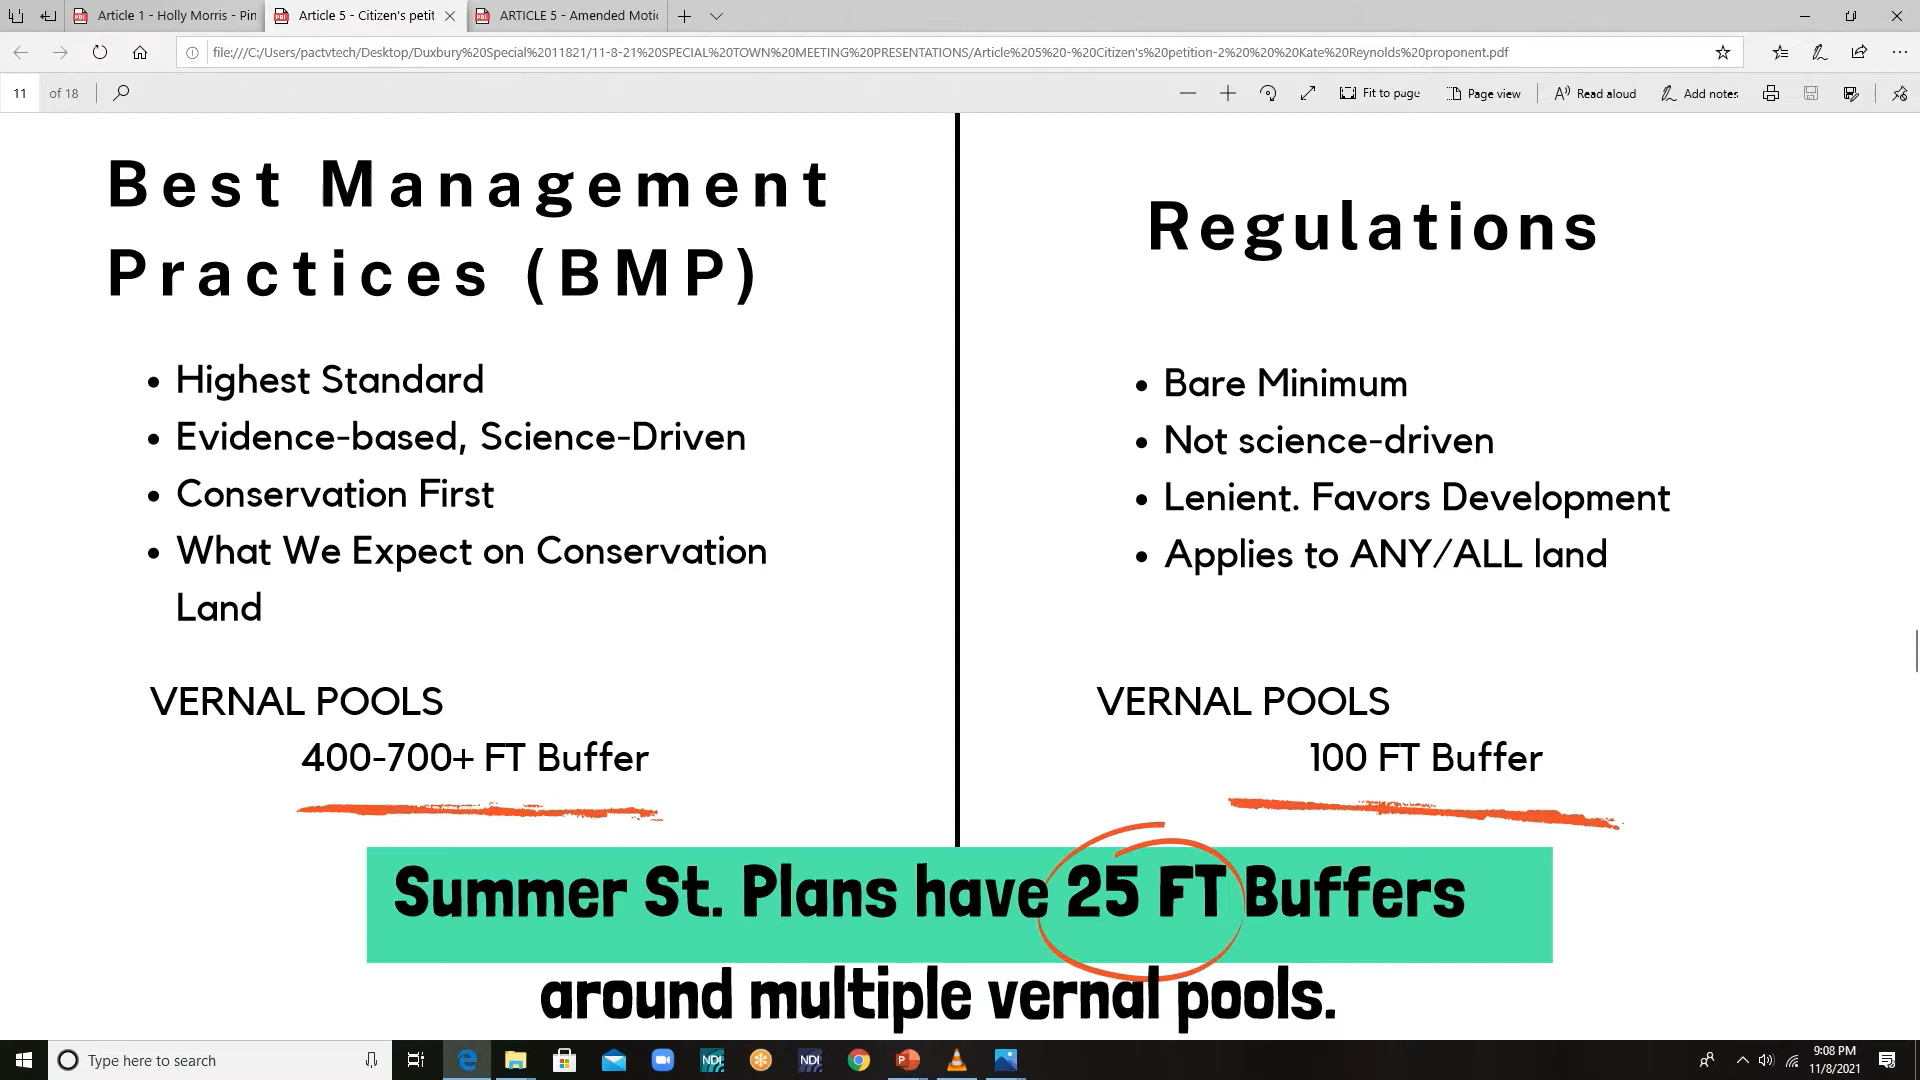 Article 1 - Holly Morris - Pin
Article 5 - Citizen's petit
ARTICLE 5 - Amended Motio
file:///C:/Users/pactvtech/Desktop/Duxbury%20Special%2011821/11-8-21%20SPECIAL%20TOWN%20MEETING%20PRESENTATIONS/Article%205%20-%20Citizen's%20petition-2%20%20%20Kate%20Reynolds%20proponent.pdf
11 of 18
Fit to page
Page view
Read aloud
Add notes
Best Management
Practices (BMP)
• Highest Standard
• Evidence-based, Science-Driven
• Conservation First
• What We Expect on Conservation
Land
VERNAL POOLS
400-700+ FT Buffer
Regulations
• Bare Minimum
• Not science-driven
• Lenient. Favors Development
• Applies to ANY/ALL land
VERNAL POOLS
100 FT Buffer
Summer St. Plans have 25 FT Buffers
around multiple vernal pools.
Type here to search
NDI
NDI
9:08 PM
11/8/2021